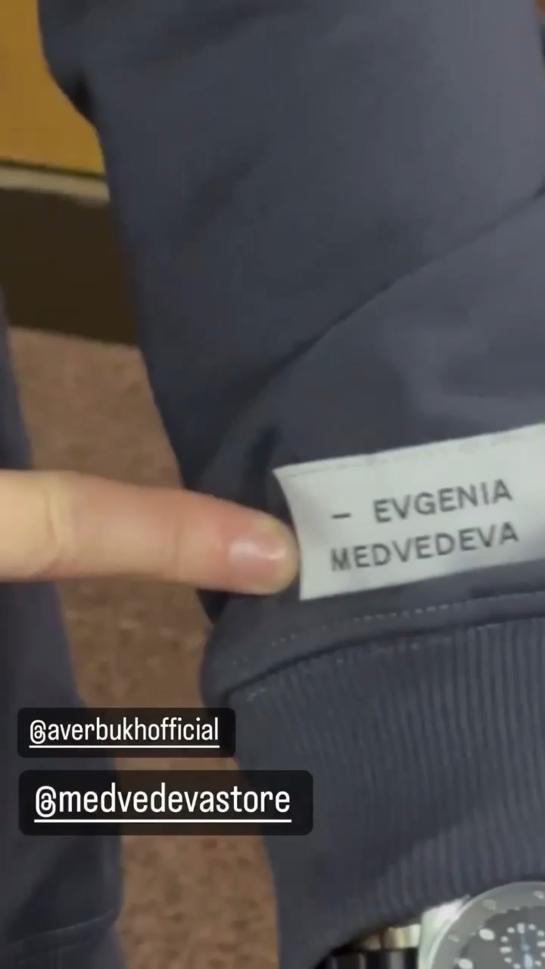 – EVGENIA
MEDVEDEVA
@averbukhofficial
@medvedevastore